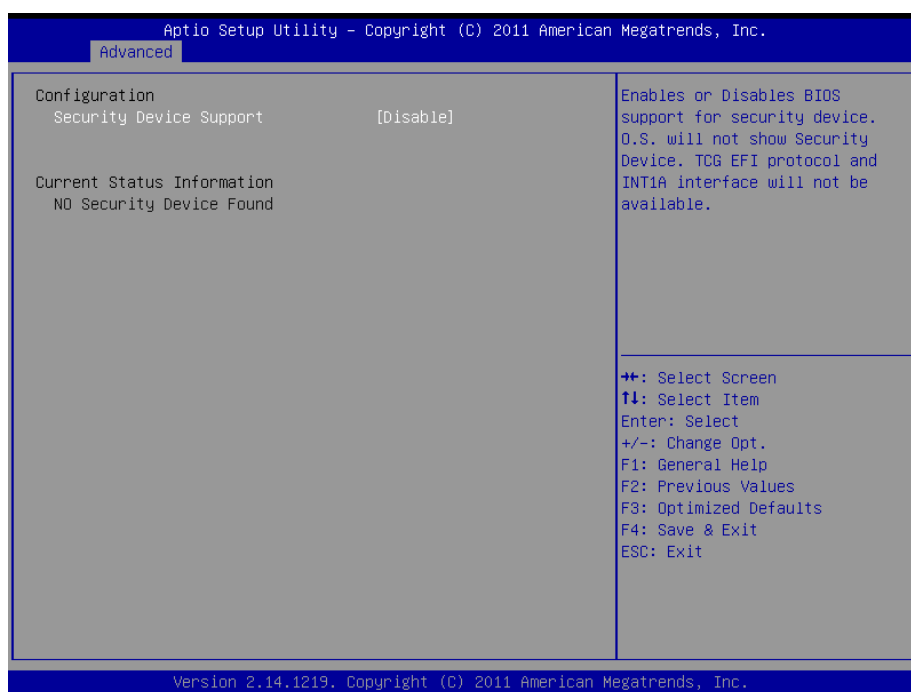 Aptio Setup Utility – Copyright (C) 2011 American Megatrends, Inc.
Advanced
Configuration
Security Device Support [Disable]
Current Status Information
NO Security Device Found
Enables or Disables BIOS
support for security device.
O.S. will not show Security
Device. TCG EFI protocol and
INT1A interface will not be
available.
→←: Select Screen
↑↓: Select Item
Enter: Select
+/-: Change Opt.
F1: General Help
F2: Previous Values
F3: Optimized Defaults
F4: Save & Exit
ESC: Exit
Version 2.14.1219. Copyright (C) 2011 American Megatrends, Inc.